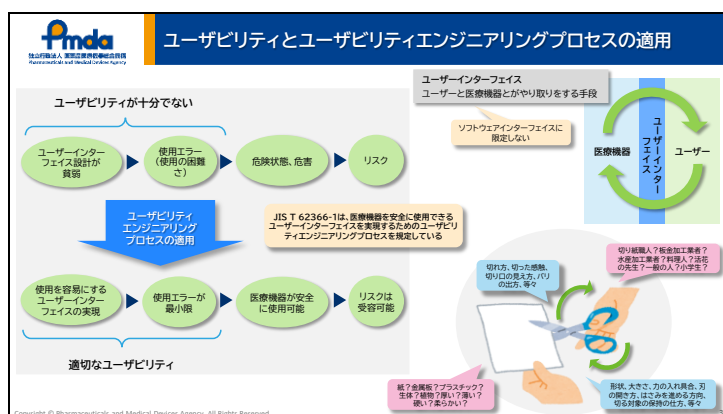 Pmda
独立行政法人 医薬品医療機器総合機構
Pharmaceuticals and Medical Devices Agency
ユーザビリティとユーザビリティエンジニアリングプロセスの適用
ユーザーインターフェイス
ユーザーと医療機器とがやり取りをする手段
ソフトウェアインターフェイスに
限定しない
医療機器
ユーザーインター
フェイス
ユーザー
ユーザビリティが十分でない
ユーザーインター
フェイス設計が
貧弱
使用エラー
(使用の困難
さ)
危険状態、危害
リスク
ユーザビリティ
エンジニアリング
プロセスの適用
JIS T 62366-1は、医療機器を安全に使用できる
ユーザーインターフェイスを実現するためのユーザビリ
ティエンジニアリングプロセスを規定している
使用を容易にする
ユーザーインター
フェイスの実現
使用エラーが
最小限
医療機器が安全
に使用可能
リスクは
受容可能
適切なユーザビリティ
切り紙職人？板金加工業者？
水産加工業者？料理人？法花
の先生？一般の人？小学生？
切れ方、切った感触、
切り口の見え方、バリ
の出方、等々
紙？金属板？プラスチック？
生体？植物？厚い？薄い？
硬い？柔らかい？
形状、大きさ、力の入れ具合、刃
の開き方、はさみを進める方向、
切る対象の保持の仕方、等々
Copyright © Pharmaceuticals and Medical Devices Agency, All Rights Reserved.